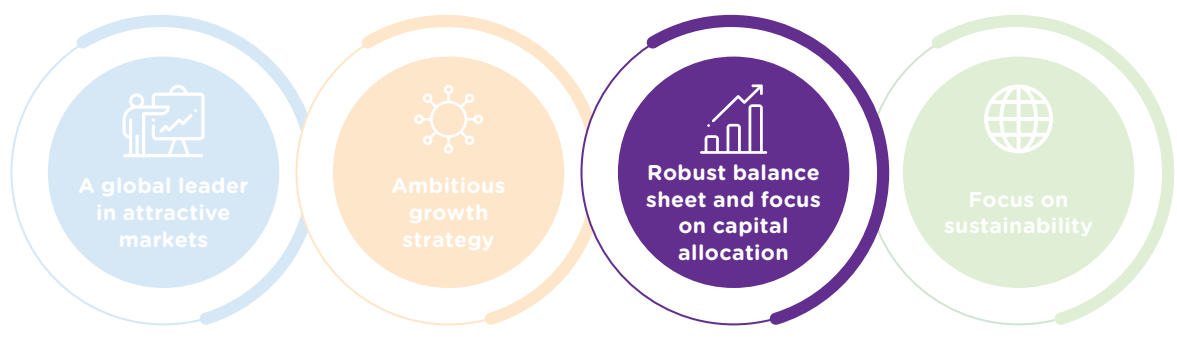 A global leader
in attractive
markets
Ambitious
growth
strategy
Robust balance
sheet and focus
on capital
allocation
Focus on
sustainability